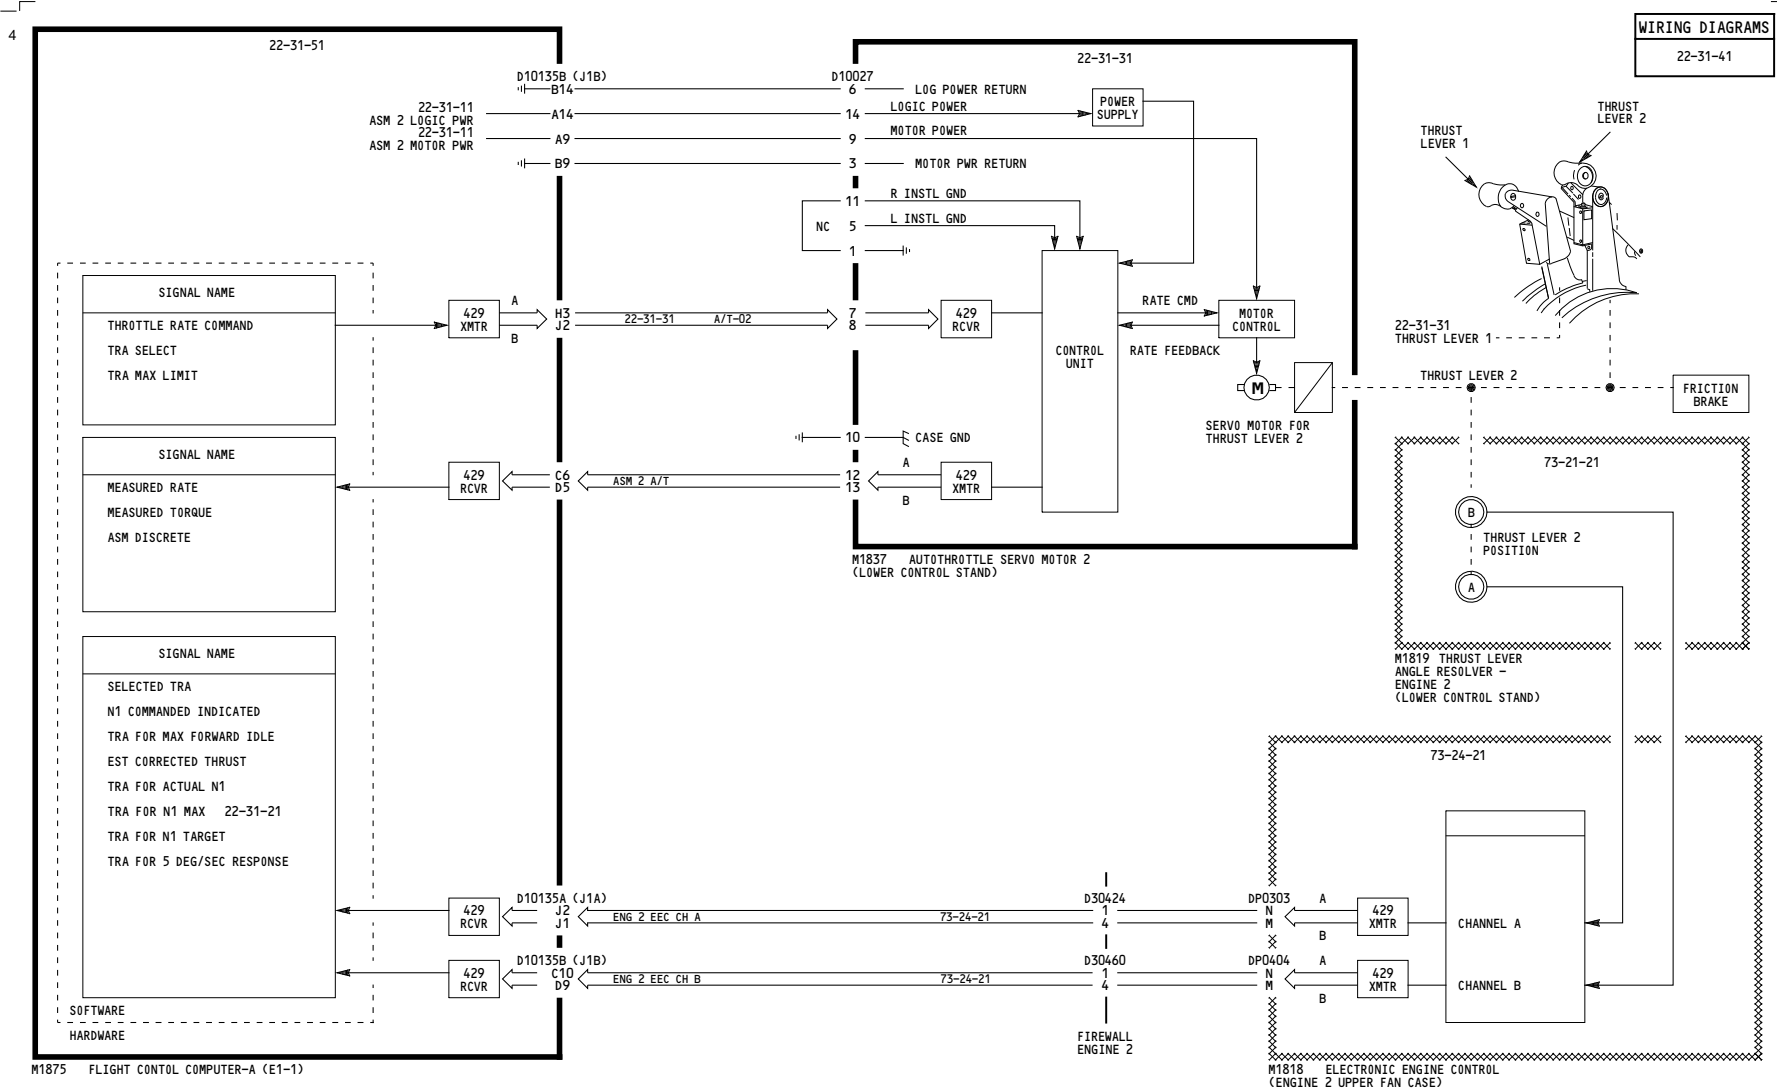 4
22-31-51
22-31-31
WIRING DIAGRAMS
22-31-41
D10135B (J1B)
B14
D10027
6
LOG POWER RETURN
22-31-11
ASM 2 LOGIC PWR
A14
14
LOGIC POWER
POWER
SUPPLY
22-31-11
ASM 2 MOTOR PWR
A9
9
MOTOR POWER
B9
3
MOTOR PWR RETURN
11
R INSTL GND
NC
5
L INSTL GND
1
THRUST
LEVER 1
THRUST
LEVER 2
SIGNAL NAME
THROTTLE RATE COMMAND
TRA SELECT
TRA MAX LIMIT
429
XMTR
A
B
H3
J2
22-31-31
A/T-02
7
8
429
RCVR
CONTROL
UNIT
RATE CMD
RATE FEEDBACK
MOTOR
CONTROL
M
SERVO MOTOR FOR
THRUST LEVER 2
22-31-31
THRUST LEVER 1
THRUST LEVER 2
FRICTION
BRAKE
10
CASE GND
SIGNAL NAME
MEASURED RATE
MEASURED TORQUE
ASM DISCRETE
429
RCVR
C6
D5
ASM 2 A/T
12
13
A
B
429
XMTR
M1837 AUTOTHROTTLE SERVO MOTOR 2
(LOWER CONTROL STAND)
73-21-21
B
THRUST LEVER 2
POSITION
A
M1819 THRUST LEVER
ANGLE RESOLVER -
ENGINE 2
(LOWER CONTROL STAND)
SIGNAL NAME
SELECTED TRA
N1 COMMANDED INDICATED
TRA FOR MAX FORWARD IDLE
EST CORRECTED THRUST
TRA FOR ACTUAL N1
TRA FOR N1 MAX 22-31-21
TRA FOR N1 TARGET
TRA FOR 5 DEG/SEC RESPONSE
73-24-21
429
RCVR
D10135A (J1A)
J2
J1
ENG 2 EEC CH A
73-24-21
D30424
1
4
DP0303
N
M
A
B
429
XMTR
CHANNEL A
429
RCVR
D10135B (J1B)
C10
D9
ENG 2 EEC CH B
73-24-21
D30460
1
4
DP0404
N
M
A
B
429
XMTR
CHANNEL B
SOFTWARE
HARDWARE
FIREWALL
ENGINE 2
M1875 FLIGHT CONTOL COMPUTER-A (E1-1)
M1818 ELECTRONIC ENGINE CONTROL
(ENGINE 2 UPPER FAN CASE)